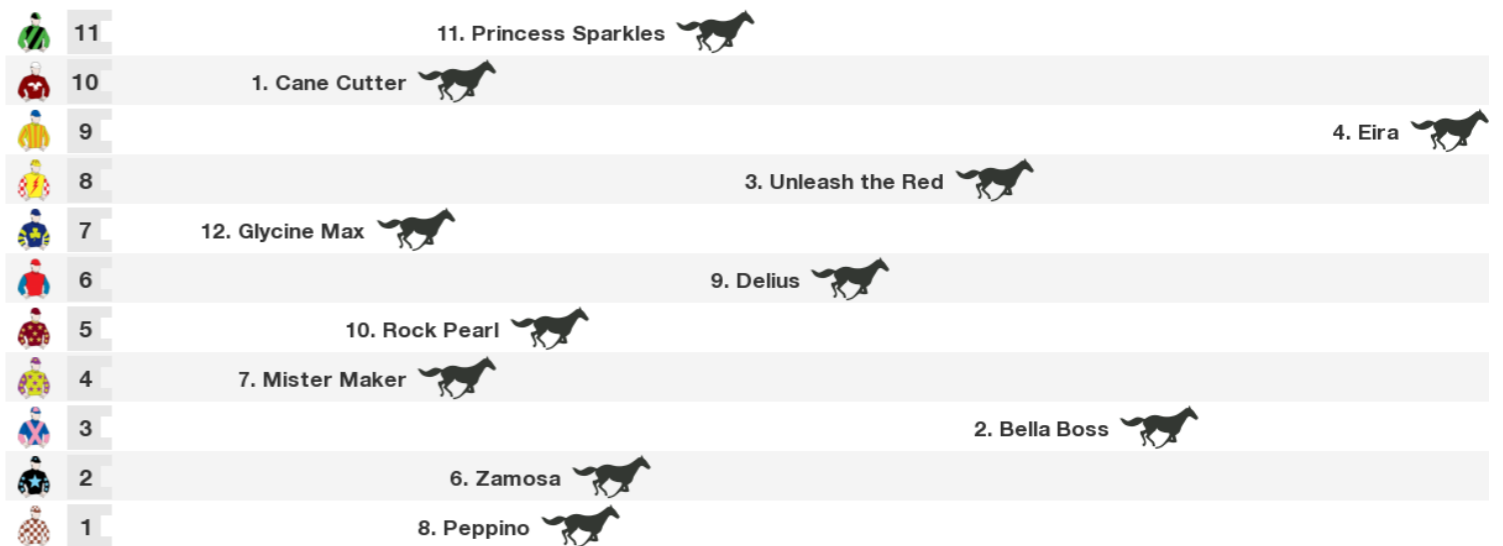 11 11. Princess Sparkles
10 1. Cane Cutter
9 4. Eira
8 3. Unleash the Red
7 12. Glycine Max
6 9. Delius
5 10. Rock Pearl
4 7. Mister Maker
3 2. Bella Boss
2 6. Zamosa
1 8. Peppino